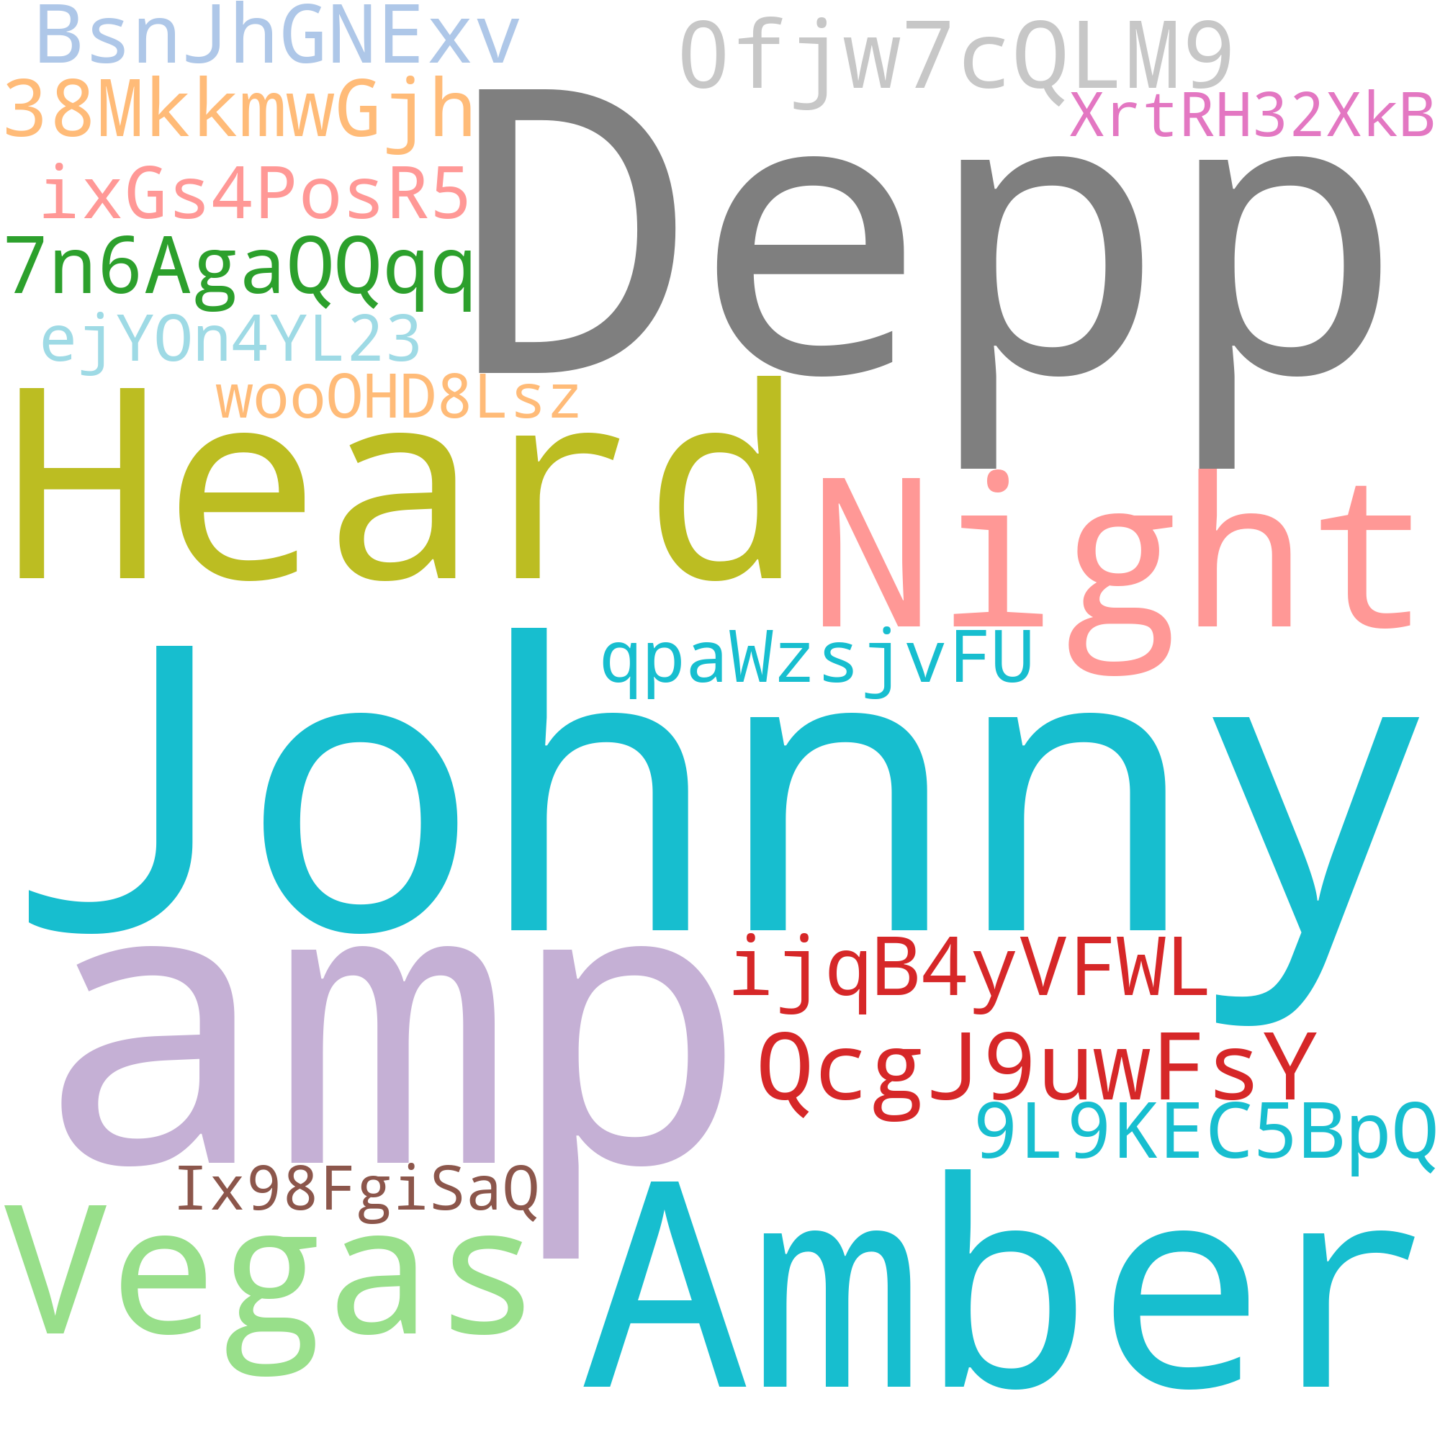 BsnJhGNExv
0fjw7cQLM9
38MkkmwGjh
XrtRH32XkB
Depp
ixGs4PosR5
7n6AgaQQqq
ejYOn4YL23
wooOHD8Lsz
Heard
Night
qpaWzsjvFU
Johnny
amp
ijqB4yVFWL
QcgJ9uwFsY
9L9KEC5BpQ
Ix98FgiSaQ
Vegas
Amber